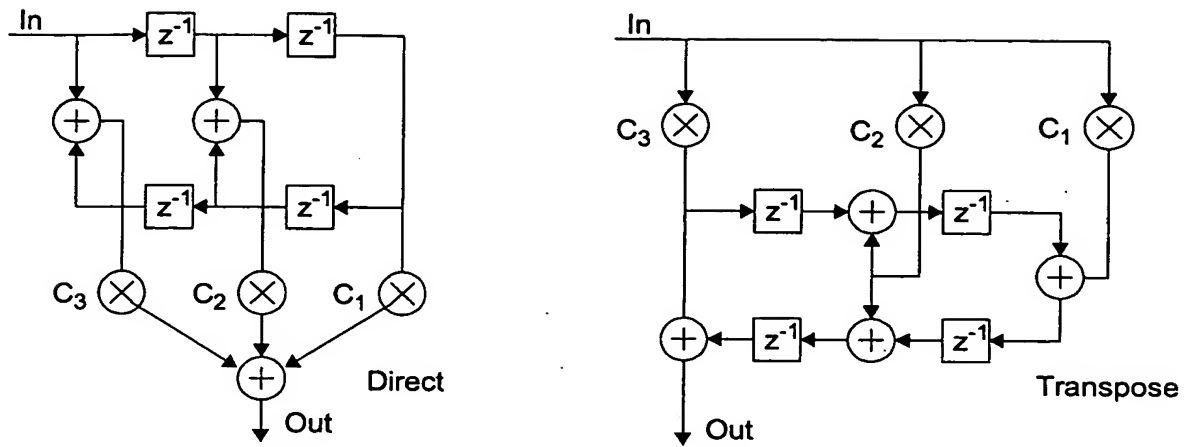 In
z⁻¹ z⁻¹
+ +
z⁻¹ z⁻¹
C₃ × C₂ × C₁ ×
+
Direct
Out
In
C₃ × C₂ × C₁ ×
z⁻¹ + z⁻¹
+
+ z⁻¹ + z⁻¹
Transpose
Out